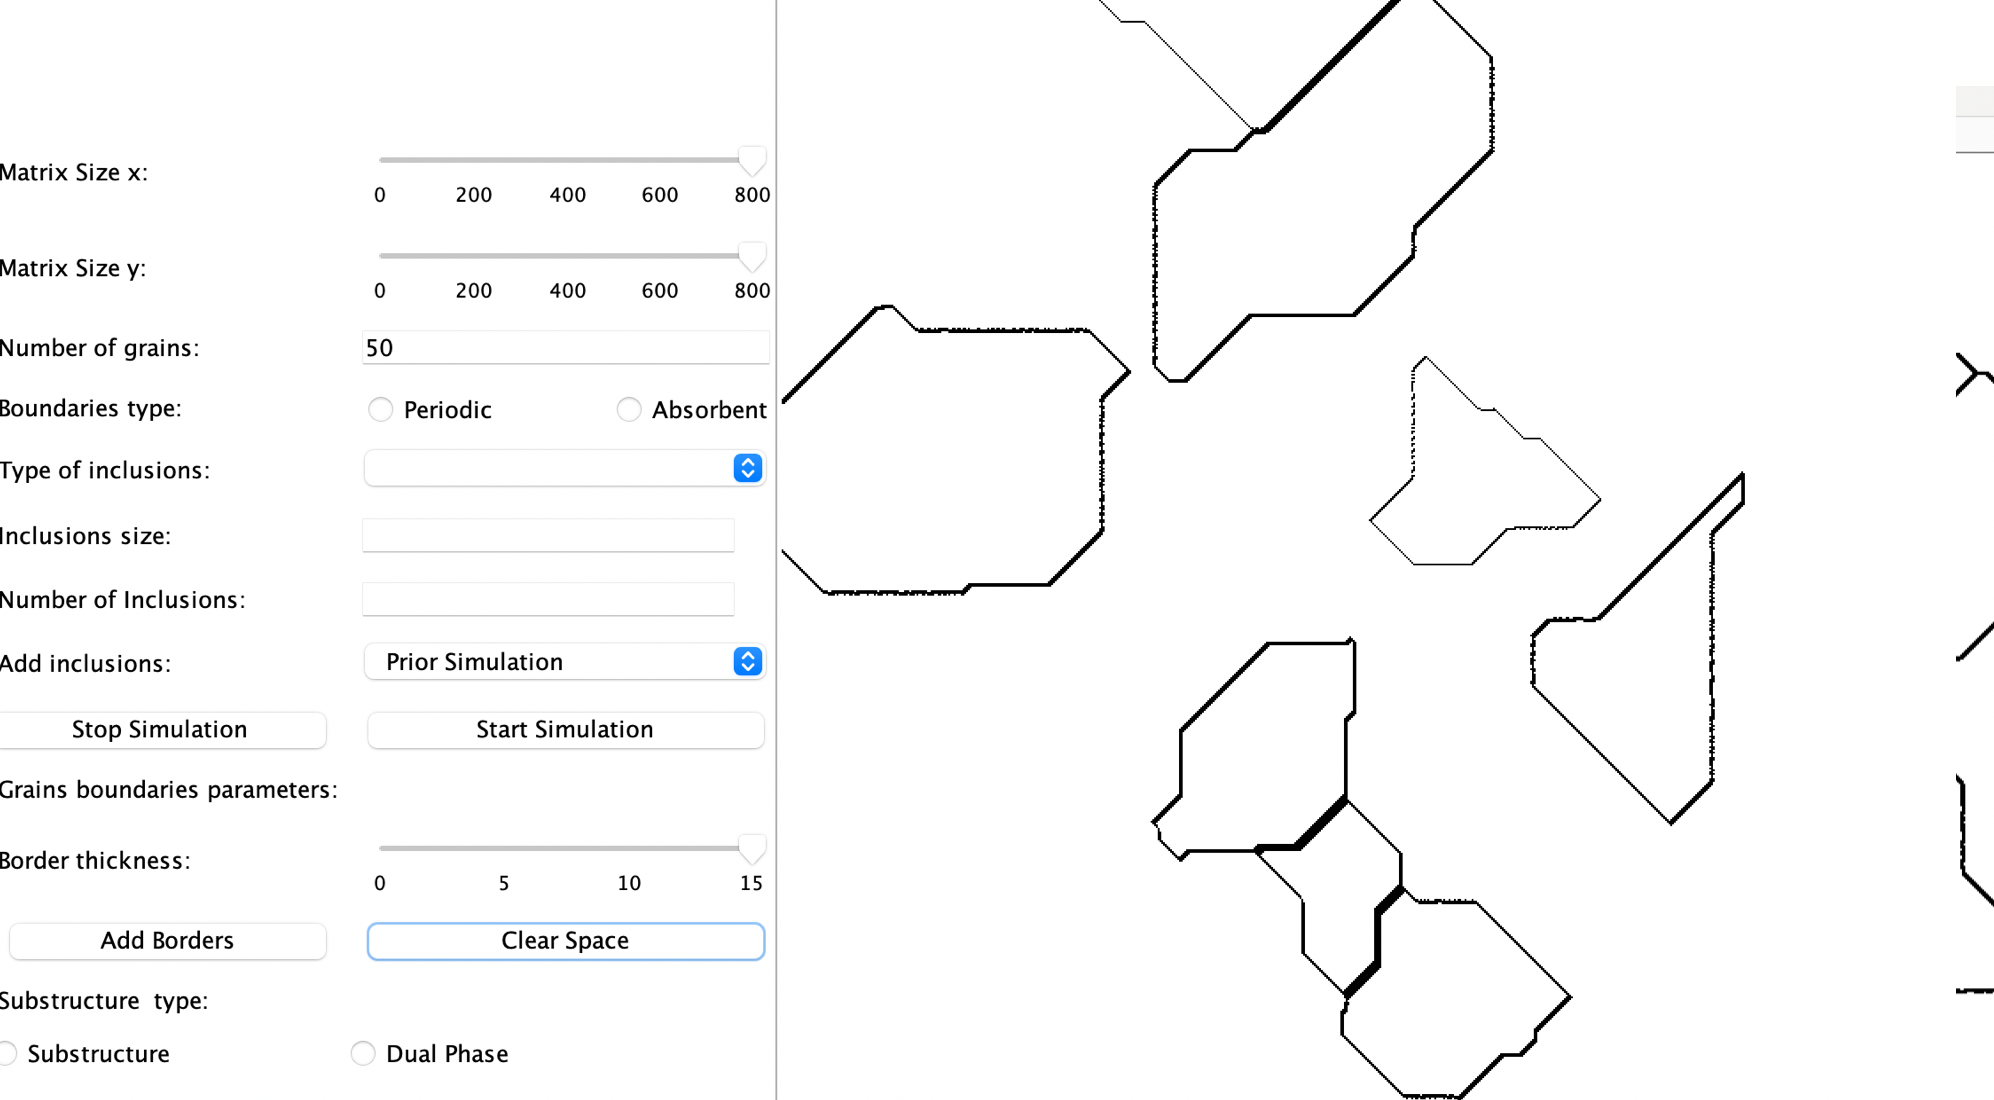 Matrix Size x:
0 200 400 600 800
Matrix Size y:
0 200 400 600 800
Number of grains: 50
Boundaries type: Periodic Absorbent
Type of inclusions:
Inclusions size:
Number of Inclusions:
Add inclusions: Prior Simulation
Stop Simulation Start Simulation
Grains boundaries parameters:
Border thickness:
0 5 10 15
Add Borders Clear Space
Substructure type:
Substructure Dual Phase